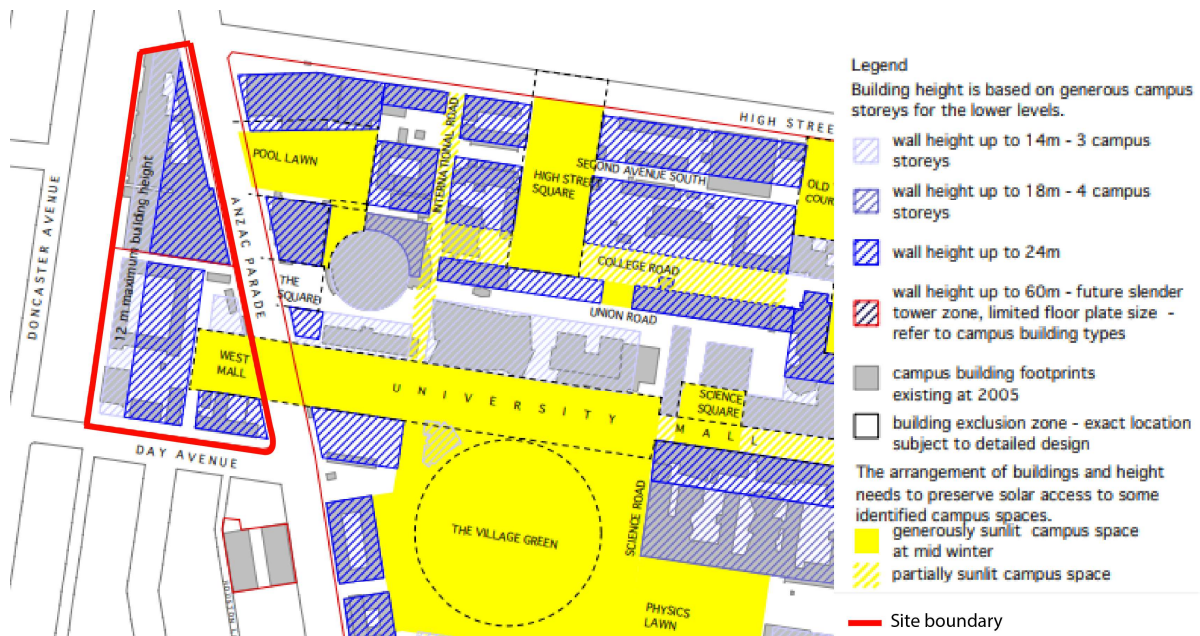 HIGH STREE
INTERNATIONAL ROAD
POOL LAWN
SECOND AVENUE SOUTH
HIGH STREET
SQUARE
OLD
COUR
12 m maximum building height
DONCASTER AVENUE
ANZAC PARADE
COLLEGE ROAD
THE
SQUARE
UNION ROAD
WEST
MALL
UNIVERSITY
SCIENCE
SQUARE
MALL
DAY AVENUE
SCIENCE ROAD
THE VILLAGE GREEN
PHYSICS
LAWN
Legend
Building height is based on generous campus
storeys for the lower levels.
wall height up to 14m - 3 campus
storeys
wall height up to 18m - 4 campus
storeys
wall height up to 24m
wall height up to 60m - future slender
tower zone, limited floor plate size -
refer to campus building types
campus building footprints
existing at 2005
building exclusion zone - exact location
subject to detailed design
The arrangement of buildings and height
needs to preserve solar access to some
identified campus spaces.
generously sunlit campus space
at mid winter
partially sunlit campus space
Site boundary